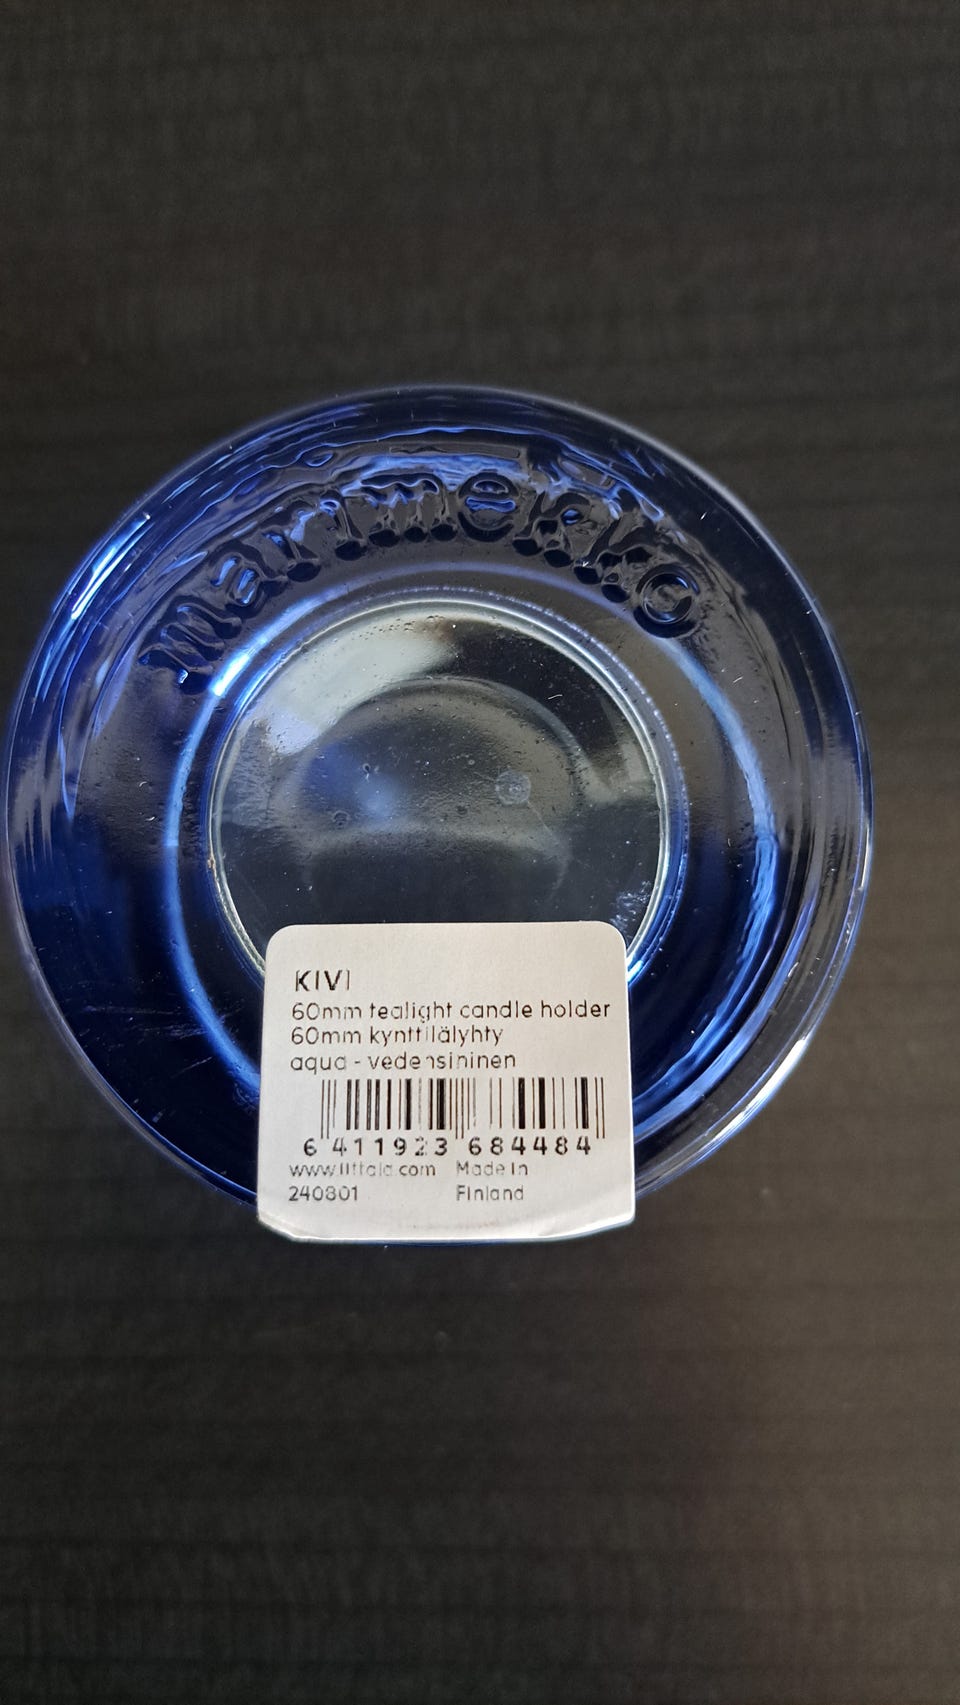 marimekko
KIVI
60mm tealight candle holder
60mm kynttilälyhty
aqua - vedensininen
6 411923 684484
www.iittala.com Made in
240801 Finland